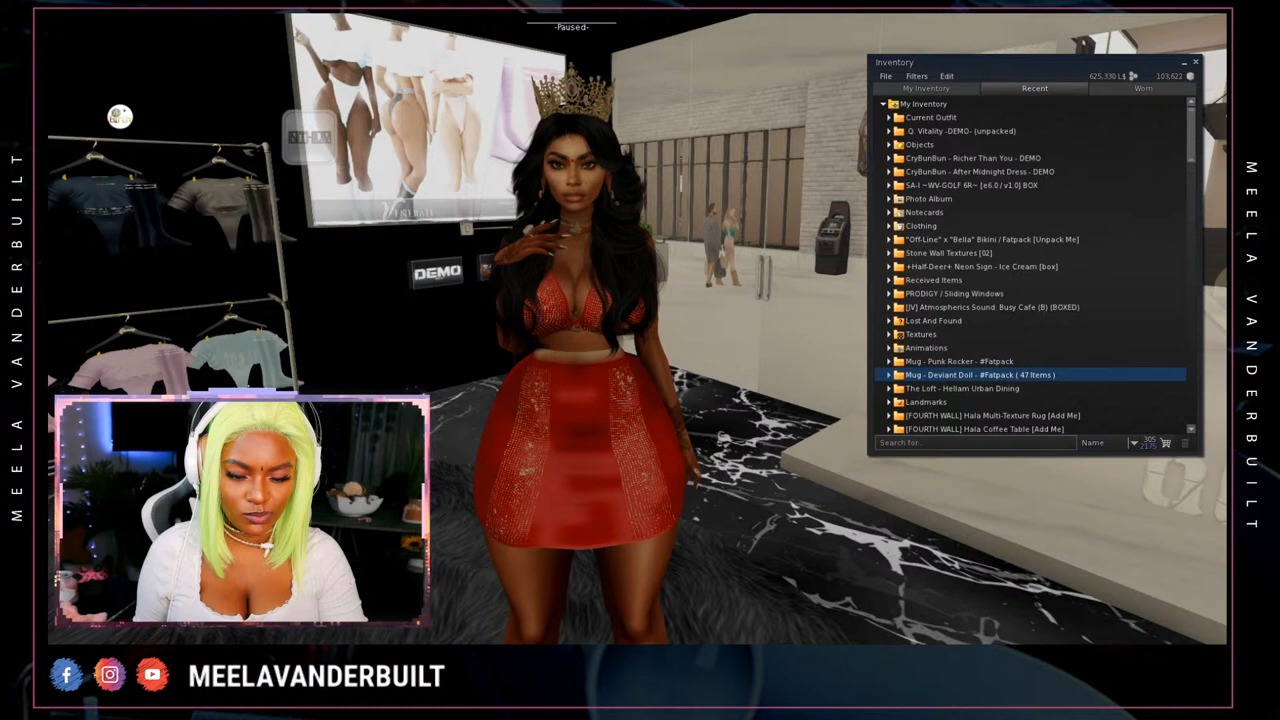 -Paused-
DEMO
Inventory
File Filters Edit 625,330 L$ 103,622
My Inventory Recent Worn
My Inventory
Current Outfit
Q. Vitality -DEMO- (unpacked)
Objects
CryBunBun - Richer Than You - DEMO
CryBunBun - After Midnight Dress - DEMO
SA-I ~WV-GOLF 6R~ [e6.0 / v1.0] BOX
Photo Album
Notecards
Clothing
"Off-Line" x "Bella" Bikini / Fatpack [Unpack Me]
Stone Wall Textures [02]
+Half-Deer+ Neon Sign - Ice Cream [box]
Received Items
PRODIGY / Sliding Windows
[JV] Atmospherics Sound: Busy Cafe (B) (BOXED)
Lost And Found
Textures
Animations
Mug - Punk Rocker - #Fatpack
Mug - Deviant Doll - #Fatpack ( 47 Items )
The Loft - Hellam Urban Dining
Landmarks
[FOURTH WALL] Hala Multi-Texture Rug [Add Me]
[FOURTH WALL] Hala Coffee Table [Add Me]
Search for... Name 305
2175
MEELA VANDERBUILT
MEELA VANDERBUILT
MEELAVANDERBUILT